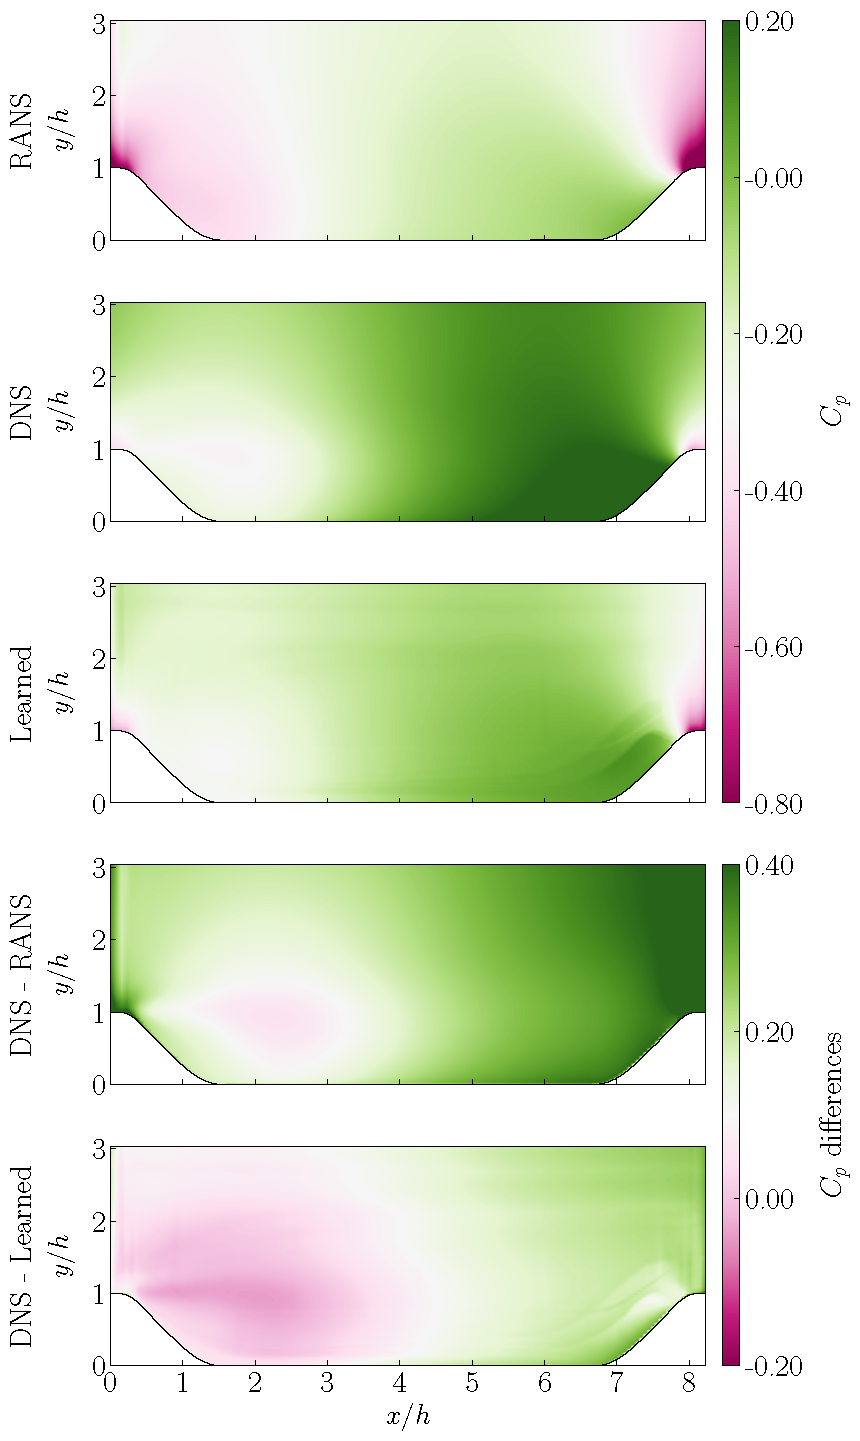 RANS
y/h
3
2
1
0
DNS
y/h
3
2
1
0
Learned
y/h
3
2
1
0
0.20
-0.00
-0.20
-0.40
-0.60
-0.80
C_p
DNS - RANS
y/h
3
2
1
0
DNS - Learned
y/h
3
2
1
0
0 1 2 3 4 5 6 7 8
x/h
0.40
0.20
0.00
-0.20
C_p differences